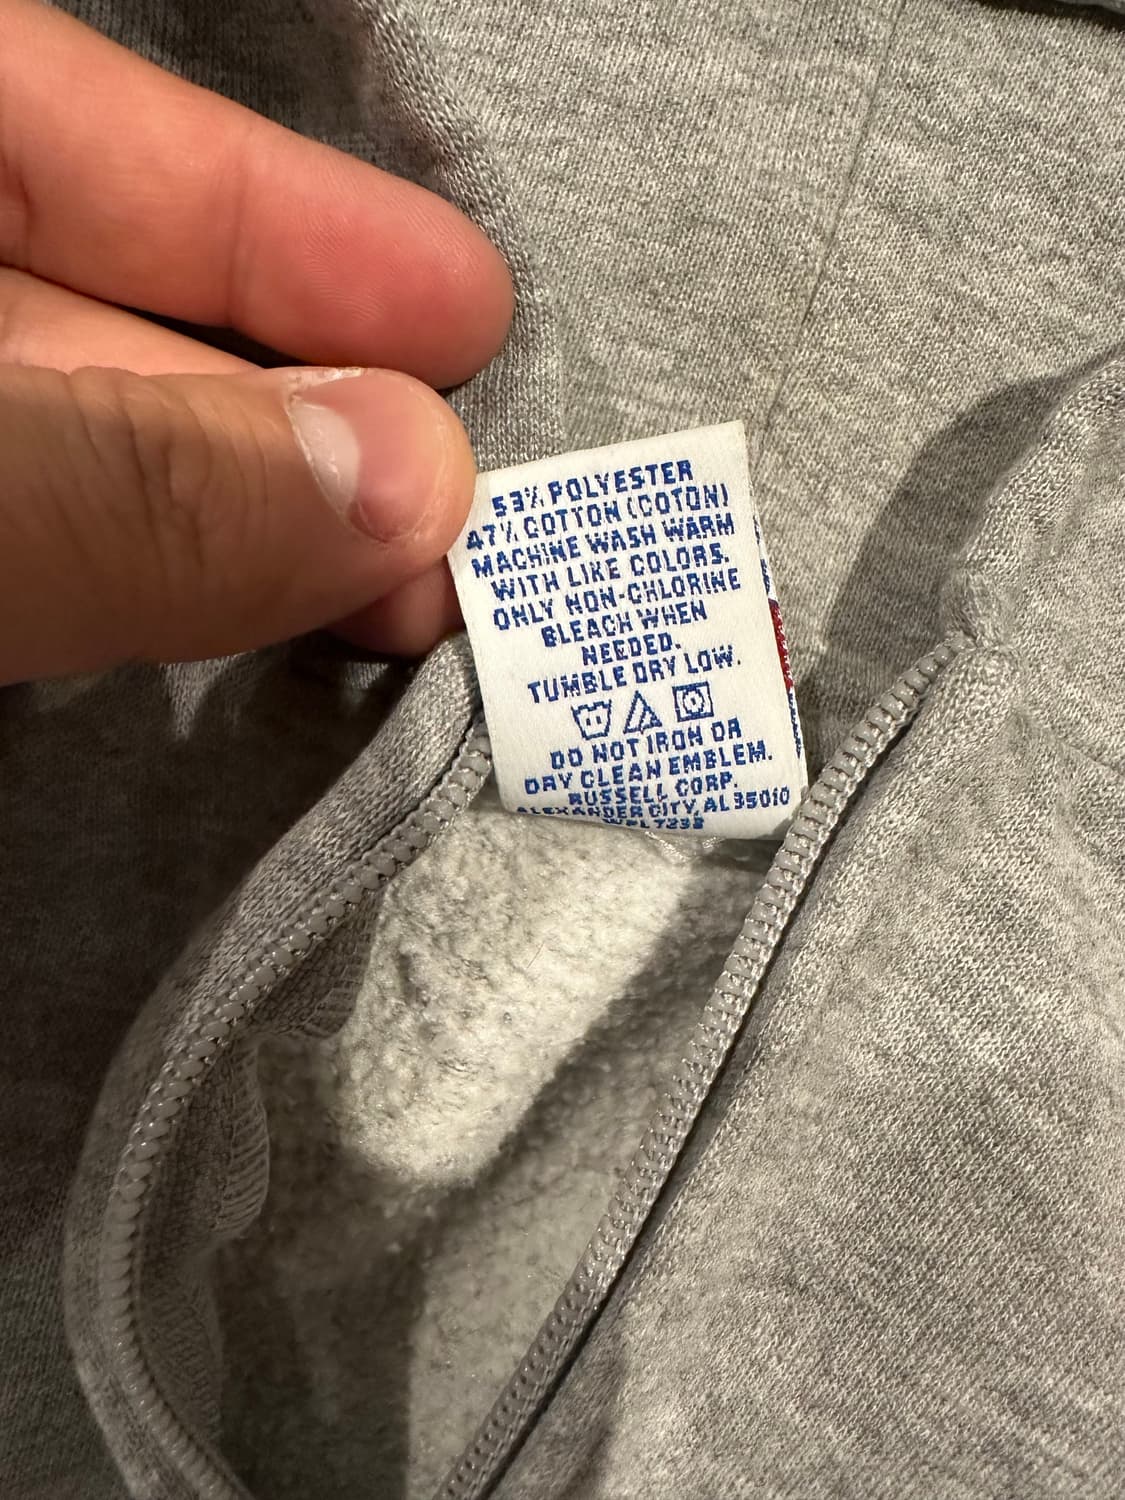 53% POLYESTER
47% COTTON (COTON)
MACHINE WASH WARM
WITH LIKE COLORS.
ONLY NON-CHLORINE
BLEACH WHEN
NEEDED.
TUMBLE DRY LOW.
DO NOT IRON OR
DRY CLEAN EMBLEM.
RUSSELL CORP.
ALEXANDER CITY, AL 35010